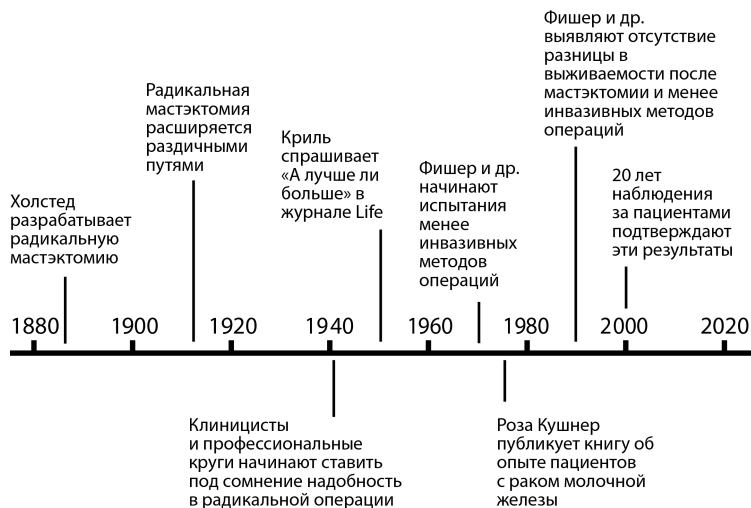 Холстед
разрабатывает
радикальную
мастэктомию
Радикальная
мастэктомия
расширяется
раздичными
путями
Криль
спрашивает
«А лучше ли
больше» в
журнале Life
Фишер и др.
начинают
испытания
менее
инвазивных
методов
операций
Фишер и др.
выявляют отсутствие
разницы в
выживаемости после
мастэктомии и менее
инвазивных методов
операций
20 лет
наблюдения
за пациентами
подтверждают
эти результаты
1880 1900 1920 1940 1960 1980 2000 2020
Клиницисты
и профессиональные
круги начинают ставить
под сомнение надобность
в радикальной операции
Роза Кушнер
публикует книгу об
опыте пациентов
с раком молочной
железы